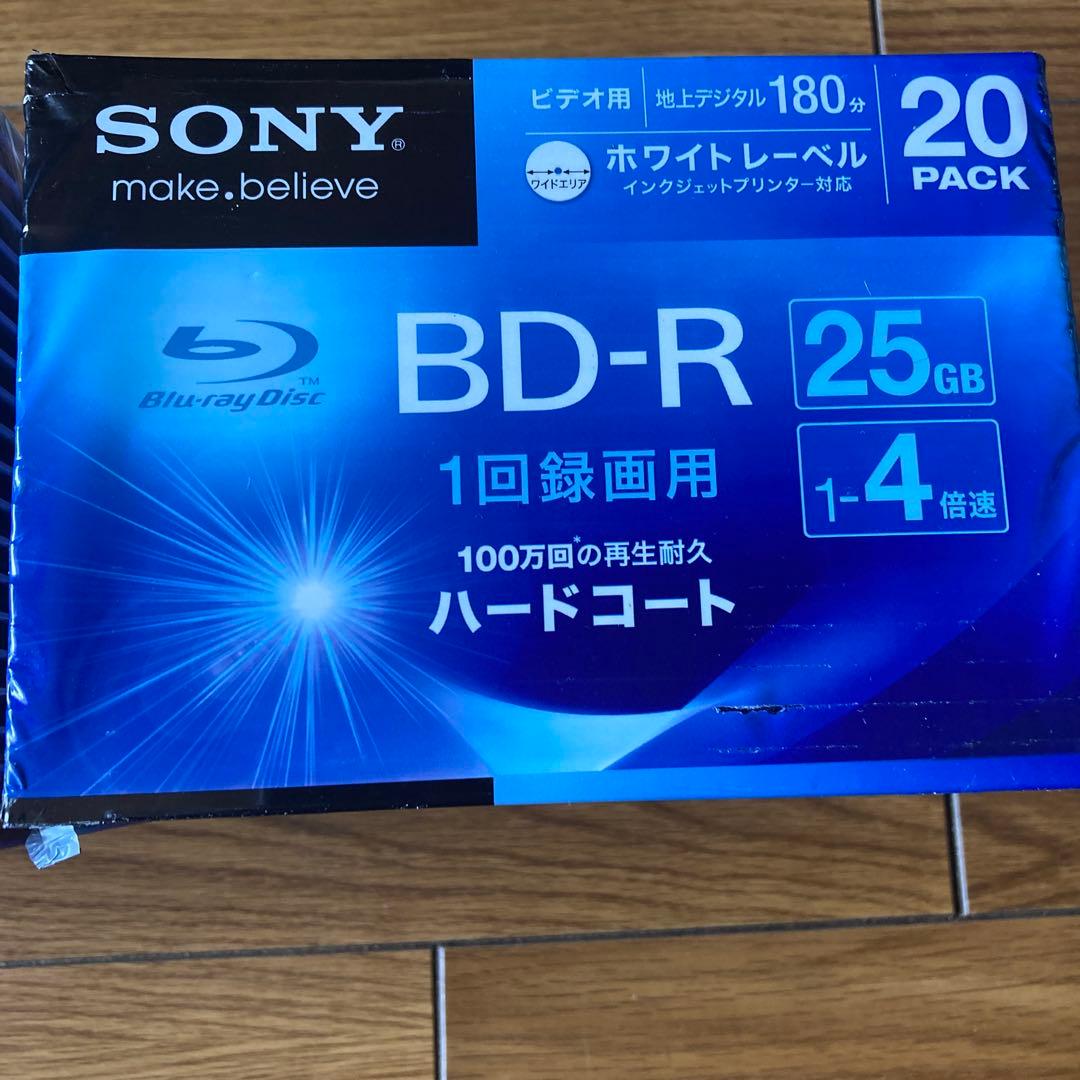 SONY®
make.believe
ビデオ用 地上デジタル 180分
ワイドエリア
ホワイトレーベル
インクジェットプリンター対応
20
PACK
Blu-ray Disc™
BD-R
25GB
1-4倍速
1回録画用
100万回*の再生耐久
ハードコート